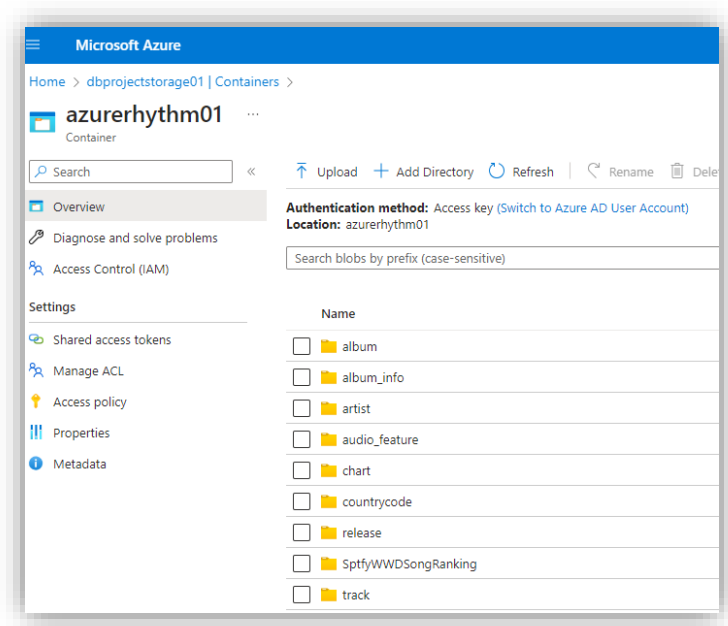 Microsoft Azure
Home > dbprojectstorage01 | Containers >
azurerhythm01 ...
Container
Search «
Upload Add Directory Refresh Rename
Overview
Diagnose and solve problems
Access Control (IAM)
Settings
Shared access tokens
Manage ACL
Access policy
Properties
Metadata
Authentication method: Access key (Switch to Azure AD User Account)
Location: azurerhythm01
Search blobs by prefix (case-sensitive)
Name
album
album_info
artist
audio_feature
chart
countrycode
release
SptfyWWDSongRanking
track